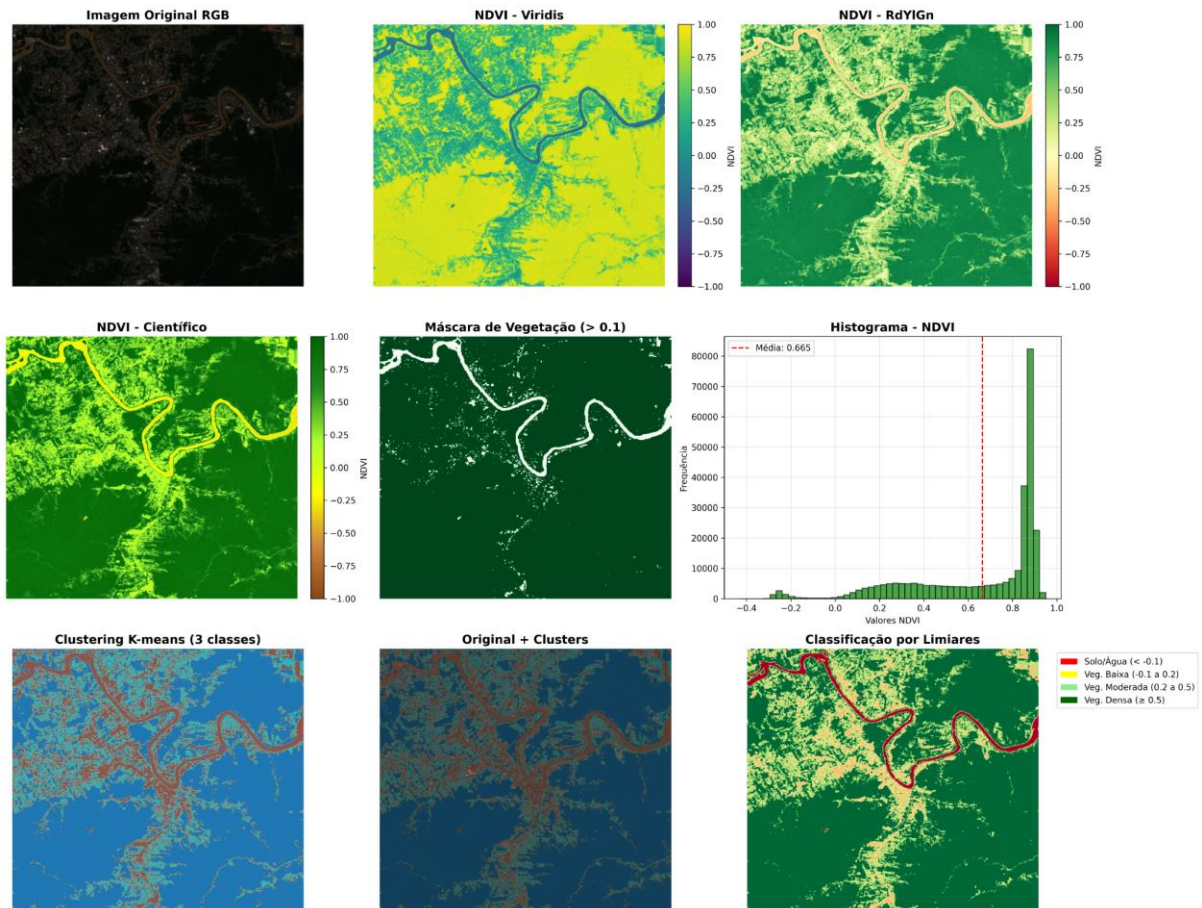 Imagem Original RGB
NDVI - Viridis
1.00
0.75
0.50
0.25
0.00
−0.25
−0.50
−0.75
−1.00
NDVI
NDVI - RdYlGn
1.00
0.75
0.50
0.25
0.00
−0.25
−0.50
−0.75
−1.00
NDVI
NDVI - Científico
1.00
0.75
0.50
0.25
0.00
−0.25
−0.50
−0.75
−1.00
NDVI
Máscara de Vegetação (> 0.1)
Histograma - NDVI
Média: 0.665
80000
70000
60000
50000
40000
30000
20000
10000
0
Frequência
−0.4 −0.2 0.0 0.2 0.4 0.6 0.8 1.0
Valores NDVI
Clustering K-means (3 classes)
Original + Clusters
Classificação por Limiares
Solo/Água (< -0.1)
Veg. Baixa (-0.1 a 0.2)
Veg. Moderada (0.2 a 0.5)
Veg. Densa (≥ 0.5)